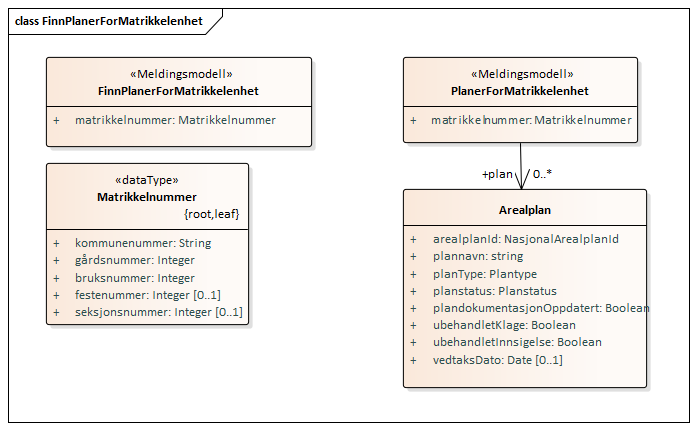 class FinnPlanerForMatrikkelenhet
«Meldingsmodell»
FinnPlanerForMatrikkelenhet
+ matrikkelnummer: Matrikkelnummer
«Meldingsmodell»
PlanerForMatrikkelenhet
+ matrikkelnummer: Matrikkelnummer
«dataType»
Matrikkelnummer
{root,leaf}
+ kommunenummer: String
+ gårdsnummer: Integer
+ bruksnummer: Integer
+ festenummer: Integer [0..1]
+ seksjonsnummer: Integer [0..1]
+plan 0..*
Arealplan
+ arealplanId: NasjonalArealplanId
+ plannavn: string
+ planType: Plantype
+ planstatus: Planstatus
+ plandokumentasjonOppdatert: Boolean
+ ubehandletKlage: Boolean
+ ubehandletInnsigelse: Boolean
+ vedtaksDato: Date [0..1]